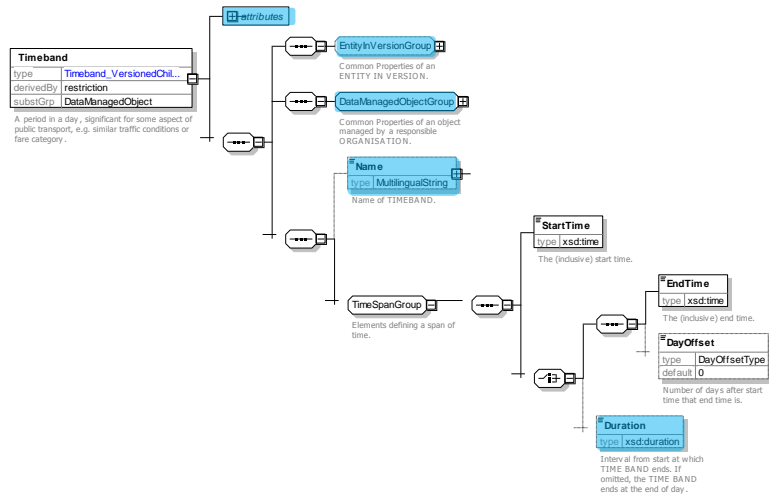 attributes
Timeband
type Timeband_VersionedChil...
derivedBy restriction
substGrp DataManagedObject
A period in a day, significant for some aspect of
public transport, e.g. similar traffic conditions or
fare category.
EntityInVersionGroup
Common Properties of an
ENTITY IN VERSION.
DataManagedObjectGroup
Common Properties of an object
managed by a responsible
ORGANISATION.
Name
type MultilingualString
Name of TIMEBAND.
TimeSpanGroup
Elements defining a span of
time.
StartTime
type xsd:time
The (inclusive) start time.
EndTime
type xsd:time
The (inclusive) end time.
DayOffset
type DayOffsetType
default 0
Number of days after start
time that end time is.
Duration
type xsd:duration
Interval from start at which
TIME BAND ends. If
omitted, the TIME BAND
ends at the end of day.